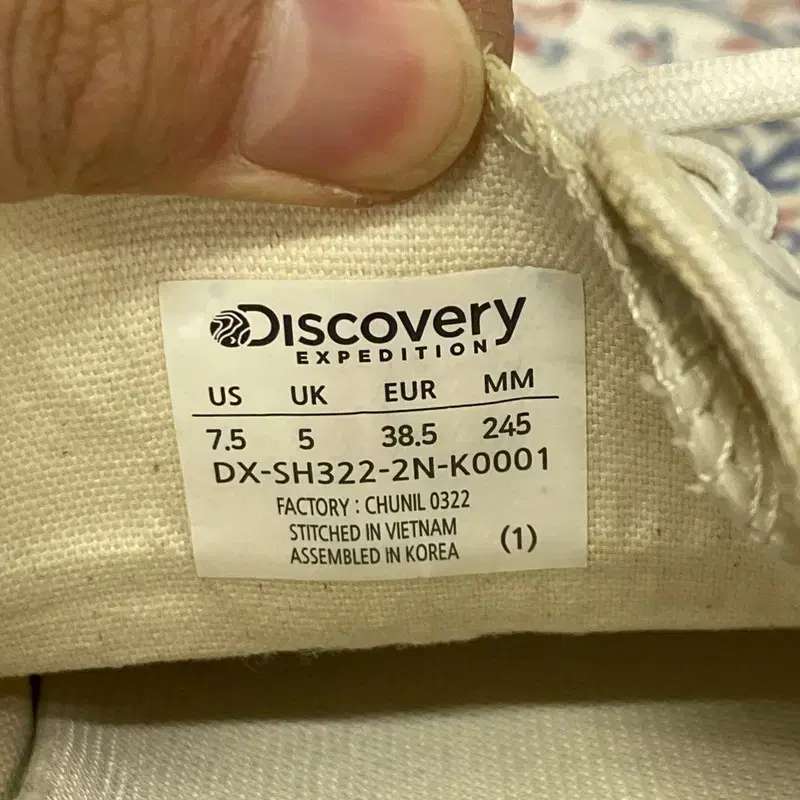 Discovery
EXPEDITION
US UK EUR MM
7.5 5 38.5 245
DX-SH322-2N-K0001
FACTORY : CHUNIL 0322
STITCHED IN VIETNAM
ASSEMBLED IN KOREA (1)